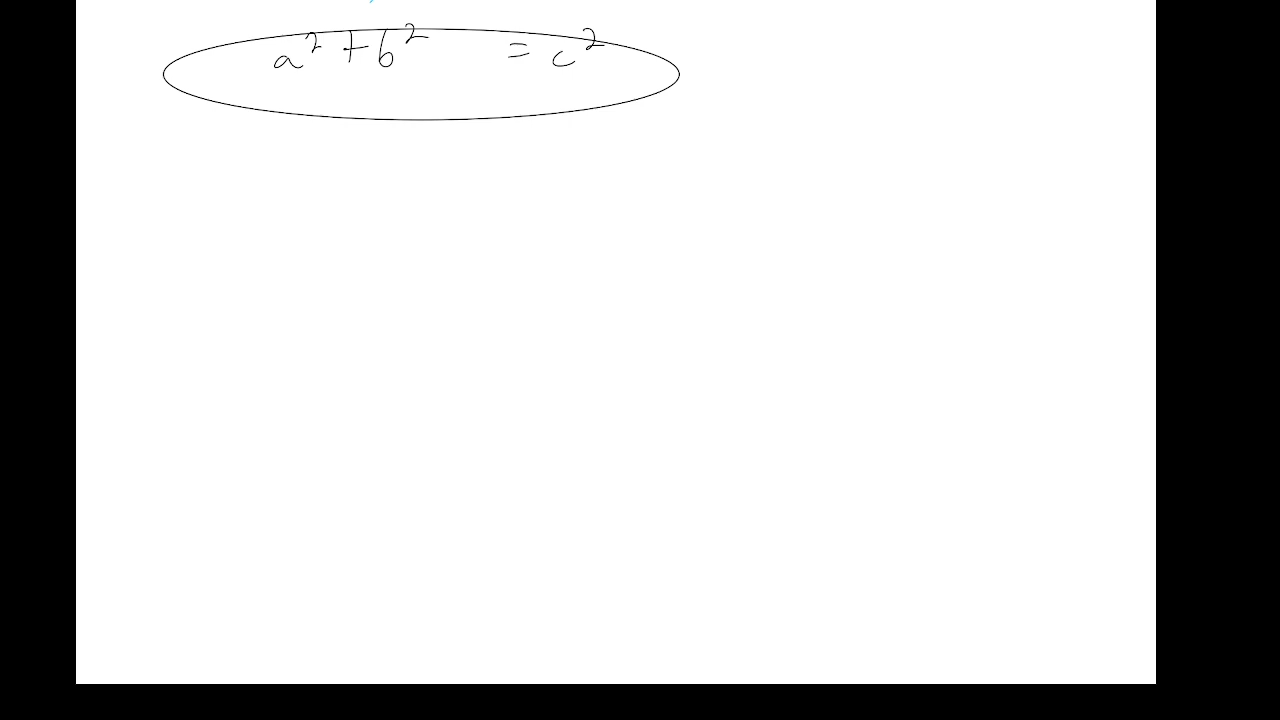 a² + b² = c²